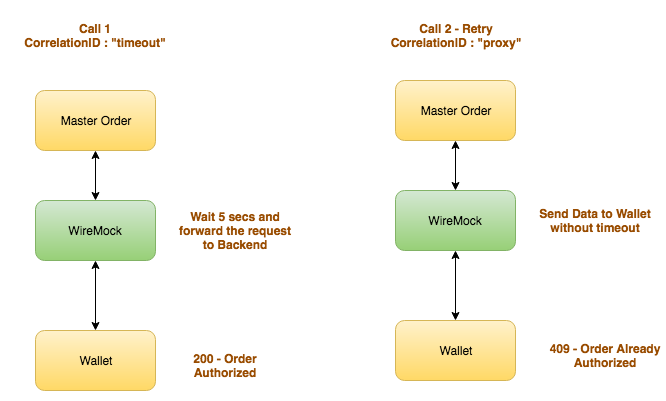 Call 1
CorrelationID : "timeout"
Master Order
WireMock
Wait 5 secs and
forward the request
to Backend
Wallet
200 - Order
Authorized
Call 2 - Retry
CorrelationID : "proxy"
Master Order
WireMock
Send Data to Wallet
without timeout
Wallet
409 - Order Already
Authorized